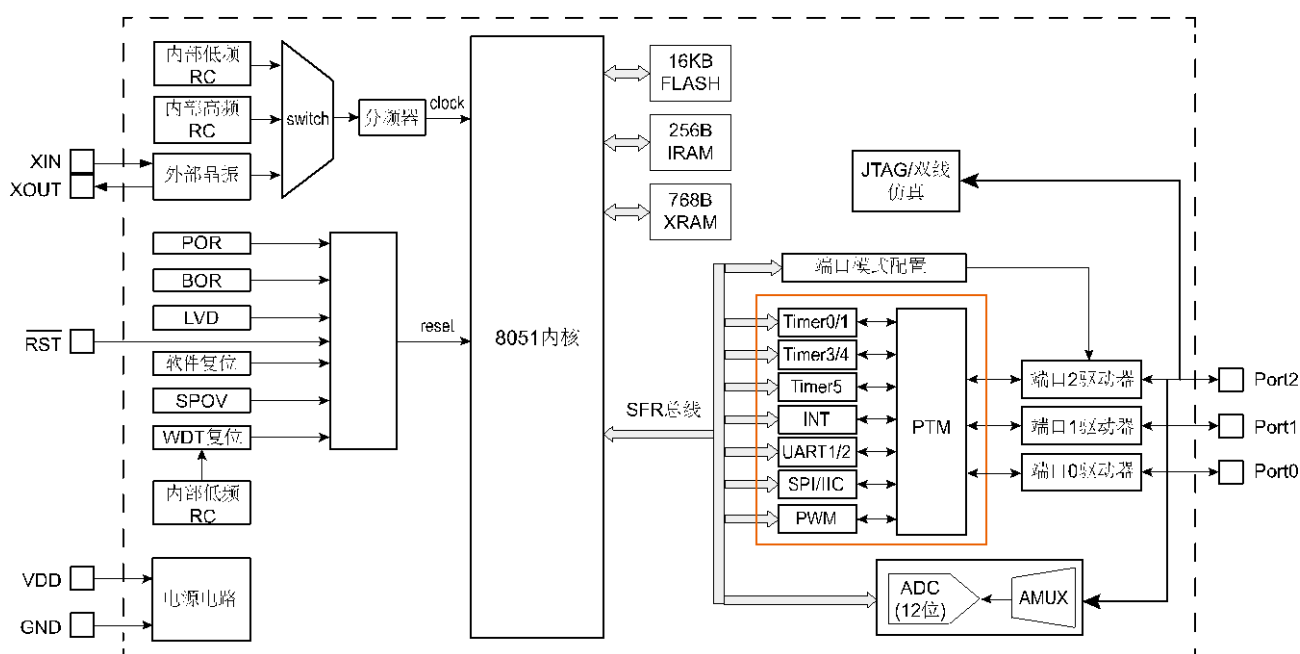 内部低频
RC
内部高频
RC
外部晶振
XIN
XOUT
switch
分频器
clock
POR
BOR
LVD
RST
软件复位
SPOV
WDT复位
内部低频
RC
reset
VDD
GND
电源电路
8051内核
16KB
FLASH
256B
IRAM
768B
XRAM
JTAG/双线
仿真
SFR总线
端口模式配置
Timer0/1
Timer3/4
Timer5
INT
UART1/2
SPI/IIC
PWM
PTM
端口2驱动器
端口1驱动器
端口0驱动器
Port2
Port1
Port0
ADC
(12位)
AMUX